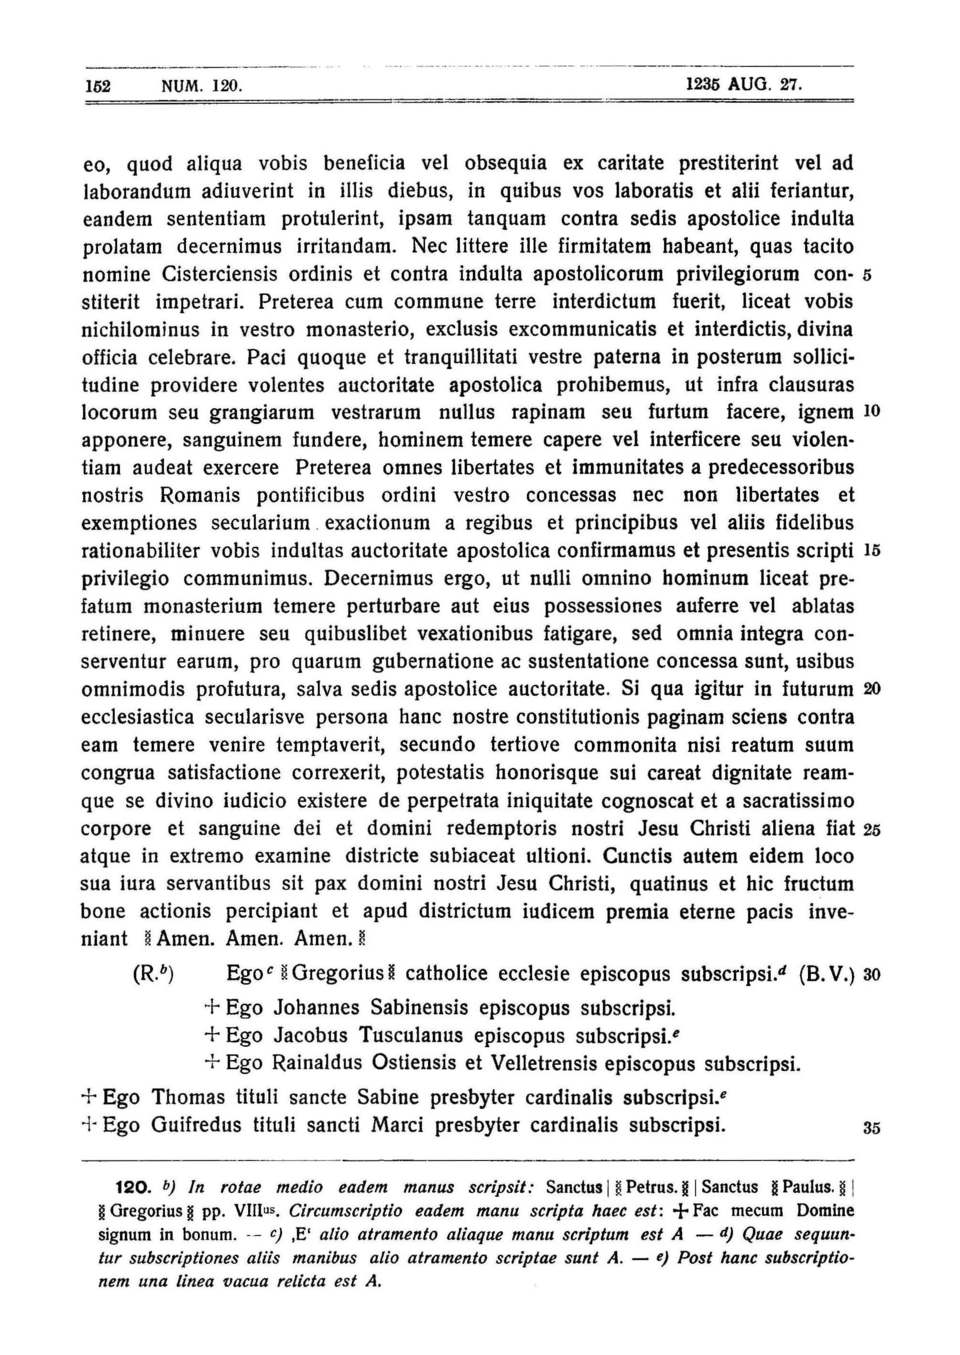 152 NUM. 120. 1235 AUG. 27.
eo, quod aliqua vobis beneficia vel obsequia ex caritate prestiterint vel ad
laborandum adiuverint in illis diebus, in quibus vos laboratis et alii feriantur,
eandem sententiam protulerint, ipsam tanquam contra sedis apostolice indulta
prolatam decernimus irritandam. Nec littere ille firmitatem habeant, quas tacito
nomine Cisterciensis ordinis et contra indulta apostolicorum privilegiorum con- 5
stiterit impetrari. Preterea cum commune terre interdictum fuerit, liceat vobis
nichilominus in vestro monasterio, exclusis excommunicatis et interdictis, divina
officia celebrare. Paci quoque et tranquillitati vestre paterna in posterum sollici-
tudine providere volentes auctoritate apostolica prohibemus, ut infra clausuras
locorum seu grangiarum vestrarum nullus rapinam seu furtum facere, ignem 10
apponere, sanguinem fundere, hominem temere capere vel interficere seu violen-
tiam audeat exercere Preterea omnes libertates et immunitates a predecessoribus
nostris Romanis pontificibus ordini vestro concessas nec non libertates et
exemptiones secularium exactionum a regibus et principibus vel aliis fidelibus
rationabiliter vobis indultas auctoritate apostolica confirmamus et presentis scripti 15
privilegio communimus. Decernimus ergo, ut nulli omnino hominum liceat pre-
fatum monasterium temere perturbare aut eius possessiones auferre vel ablatas
retinere, minuere seu quibuslibet vexationibus fatigare, sed omnia integra con-
serventur earum, pro quarum gubernatione ac sustentatione concessa sunt, usibus
omnimodis profutura, salva sedis apostolice auctoritate. Si qua igitur in futurum 20
ecclesiastica secularisve persona hanc nostre constitutionis paginam sciens contra
eam temere venire temptaverit, secundo tertiove commonita nisi reatum suum
congrua satisfactione correxerit, potestatis honorisque sui careat dignitate ream-
que se divino iudicio existere de perpetrata iniquitate cognoscat et a sacratissimo
corpore et sanguine dei et domini redemptoris nostri Jesu Christi aliena fiat 25
atque in extremo examine districte subiaceat ultioni. Cunctis autem eidem loco
sua iura servantibus sit pax domini nostri Jesu Christi, quatinus et hic fructum
bone actionis percipiant et apud districtum iudicem premia eterne pacis inve-
niant ⸾ Amen. Amen. Amen. ⸾
(R.ᵇ) Egoᶜ ⸾ Gregorius ⸾ catholice ecclesie episcopus subscripsi.ᵈ (B. V.) 30
+ Ego Johannes Sabinensis episcopus subscripsi.
+ Ego Jacobus Tusculanus episcopus subscripsi.ᵉ
+ Ego Rainaldus Ostiensis et Velletrensis episcopus subscripsi.
+ Ego Thomas tituli sancte Sabine presbyter cardinalis subscripsi.ᵉ
+ Ego Guifredus tituli sancti Marci presbyter cardinalis subscripsi. 35
120. ᵇ) In rotae medio eadem manus scripsit: Sanctus | ⸾ Petrus. ⸾ | Sanctus ⸾ Paulus. ⸾ |
⸾ Gregorius ⸾ pp. VIIIᵘˢ. Circumscriptio eadem manu scripta haec est: + Fac mecum Domine
signum in bonum. — ᶜ) ‚E‘ alio atramento aliaque manu scriptum est A — ᵈ) Quae sequun-
tur subscriptiones aliis manibus alio atramento scriptae sunt A. — ᵉ) Post hanc subscriptio-
nem una linea vacua relicta est A.